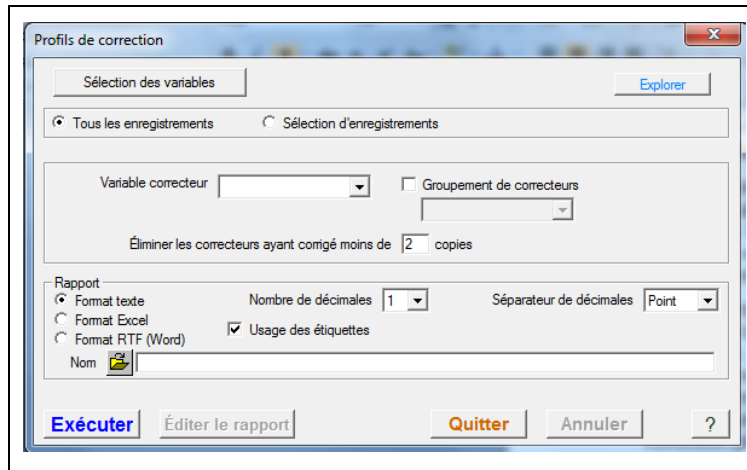 Profils de correction
Sélection des variables
Explorer
Tous les enregistrements Sélection d'enregistrements
Variable correcteur Groupement de correcteurs
Éliminer les correcteurs ayant corrigé moins de 2 copies
Rapport
Format texte Nombre de décimales 1 Séparateur de décimales Point
Format Excel Usage des étiquettes
Format RTF (Word)
Nom
Exécuter Éditer le rapport Quitter Annuler ?